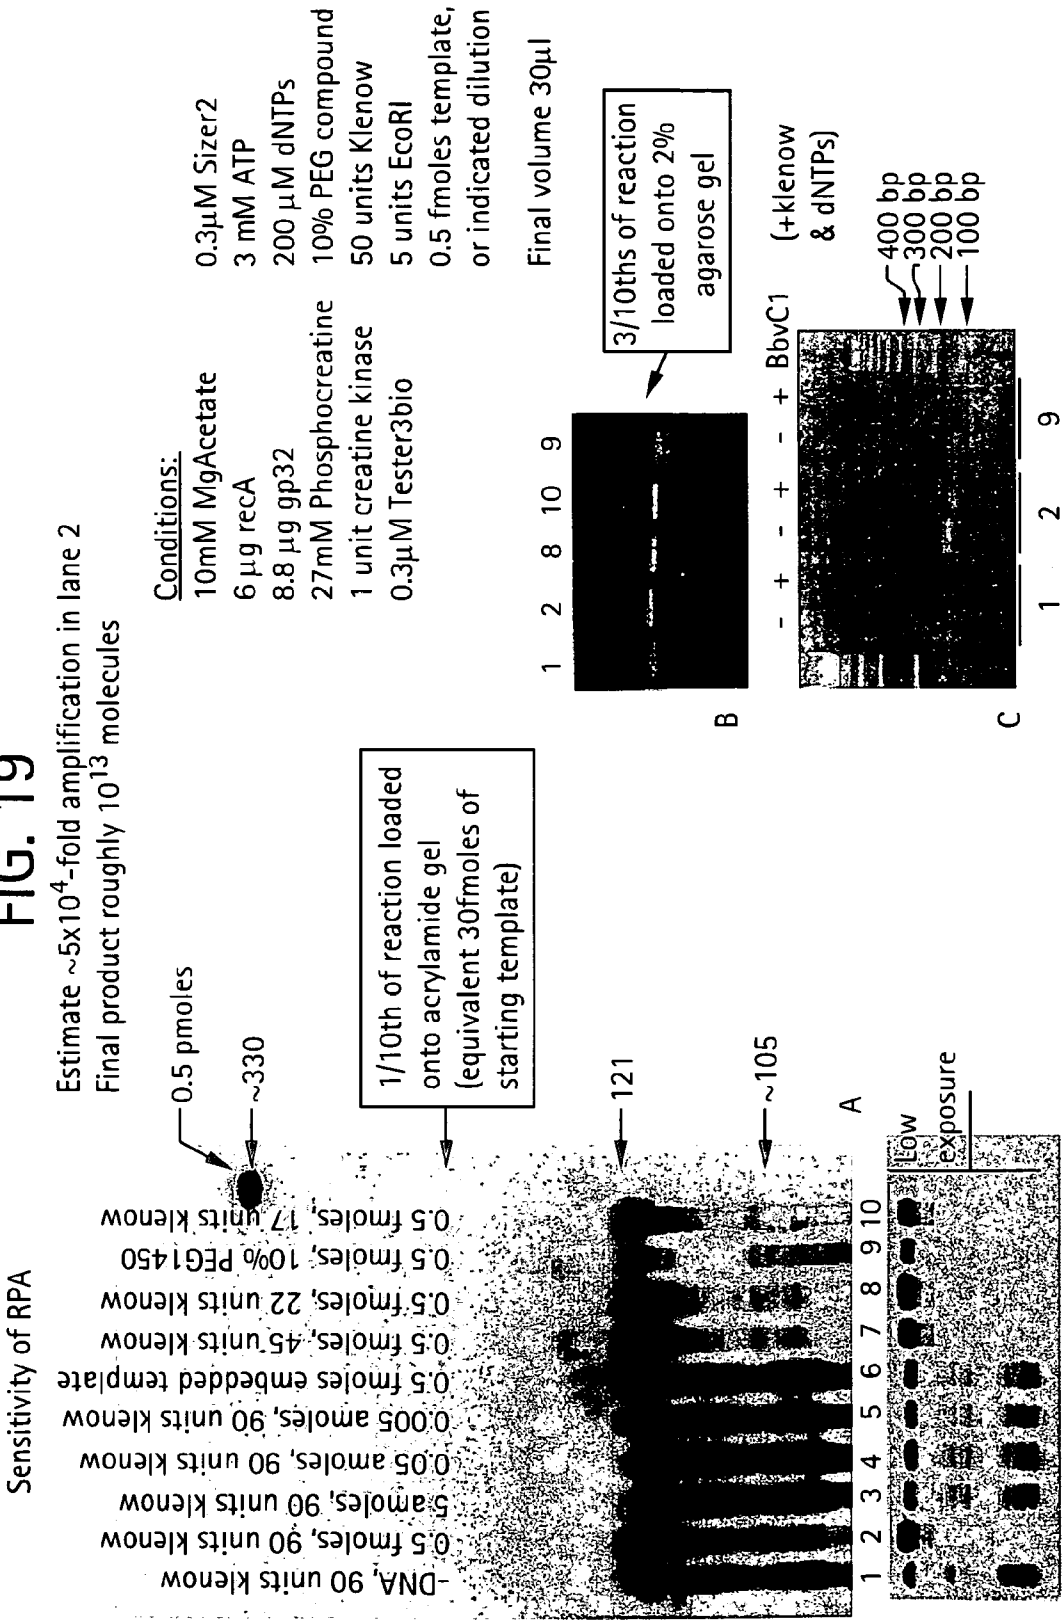 FIG. 19
Sensitivity of RPA
Estimate ~5x10⁴-fold amplification in lane 2
Final product roughly 10¹³ molecules
-DNA, 90 units klenow
0.5 fmoles, 90 units klenow
5 amoles, 90 units klenow
0.05 amoles, 90 units klenow
0.005 amoles, 90 units klenow
0.5 fmoles embedded template
0.5 fmoles, 45 units klenow
0.5 fmoles, 22 units klenow
0.5 fmoles, 10% PEG1450
0.5 fmoles, 17 units klenow
0.5 pmoles
~330
1/10th of reaction loaded
onto acrylamide gel
(equivalent 30fmoles of
starting template)
121
~105
A
1 2 3 4 5 6 7 8 9 10
Low
exposure
Conditions:
10mM MgAcetate
6 µg recA
8.8 µg gp32
27mM Phosphocreatine
1 unit creatine kinase
0.3µM Tester3bio
0.3µM Sizer2
3 mM ATP
200 µM dNTPs
10% PEG compound
50 units Klenow
5 units EcoRI
0.5 fmoles template,
or indicated dilution
Final volume 30µl
1 2 8 10 9
B
3/10ths of reaction
loaded onto 2%
agarose gel
- + - + - + BbvC1
(+klenow
& dNTPs)
400 bp
300 bp
200 bp
100 bp
C
1 2 9